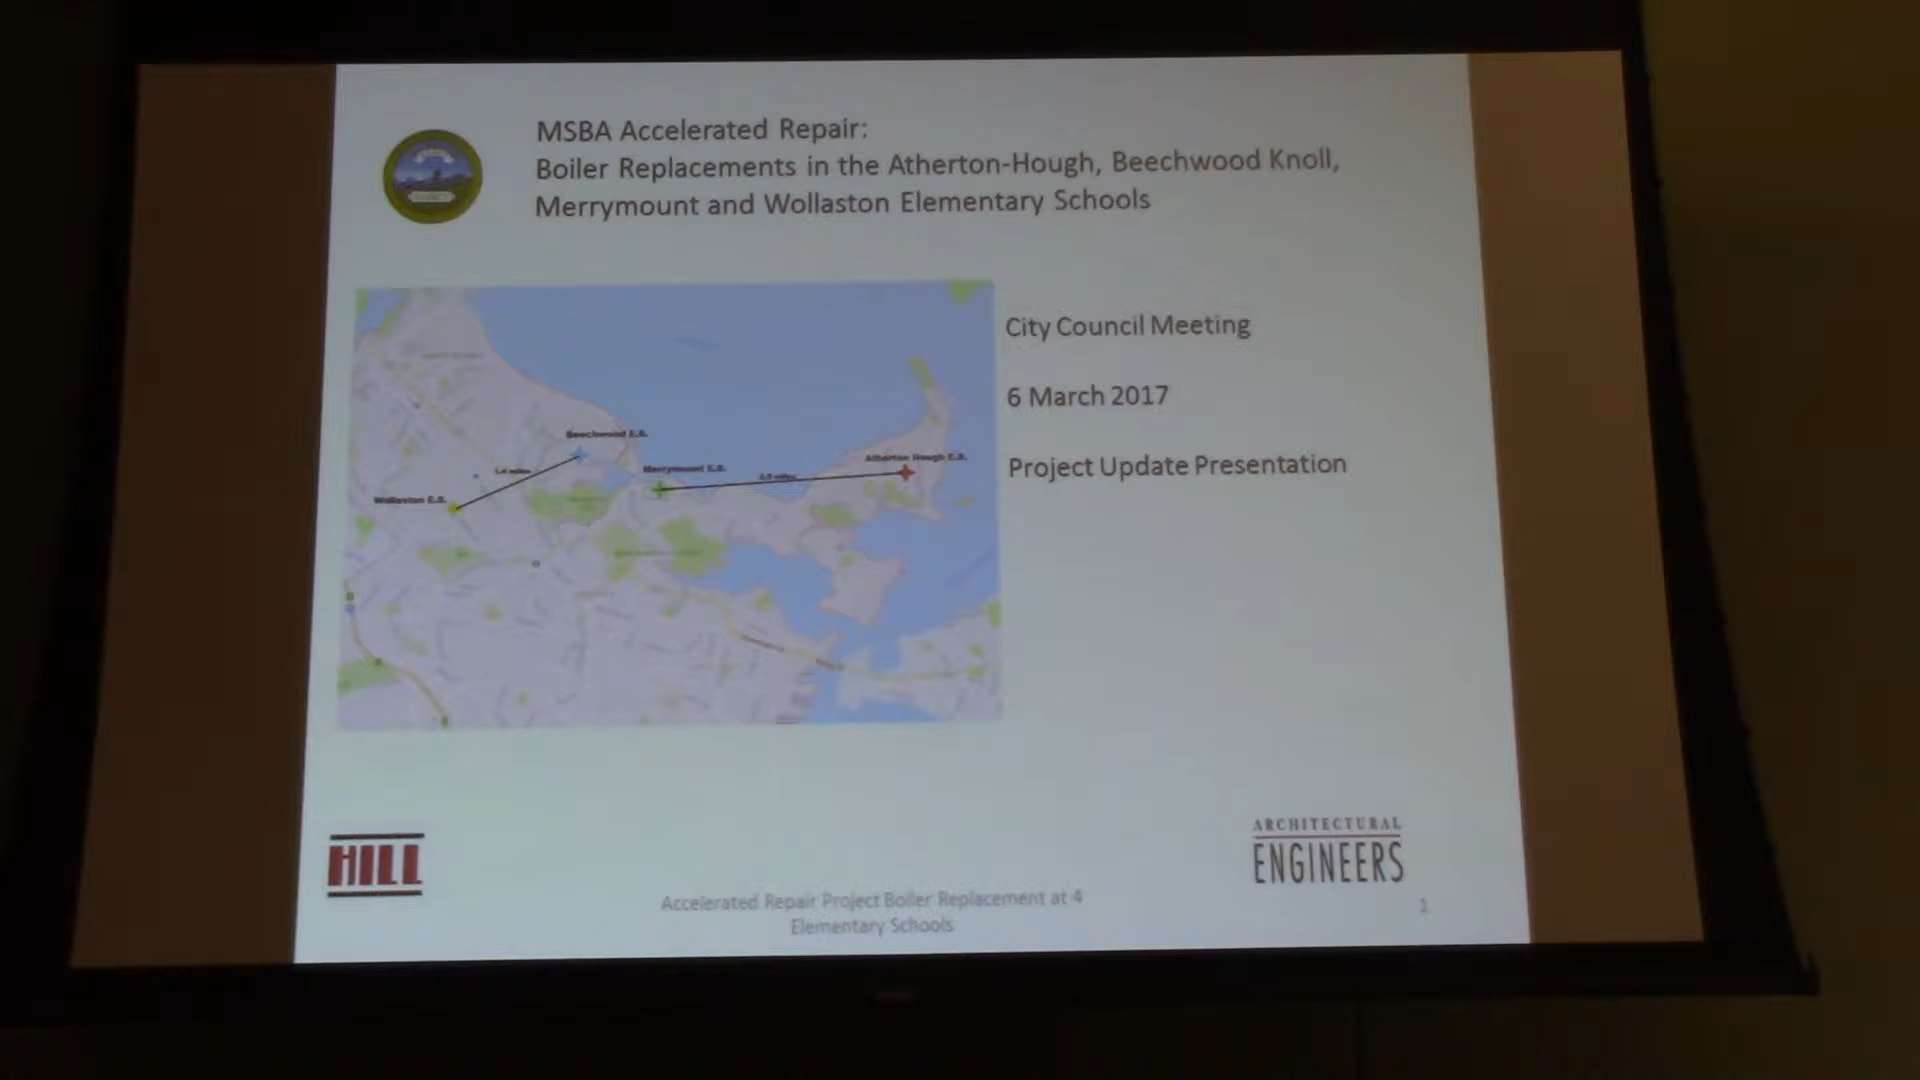 MSBA Accelerated Repair:
Boiler Replacements in the Atherton-Hough, Beechwood Knoll,
Merrymount and Wollaston Elementary Schools
City Council Meeting
6 March 2017
Project Update Presentation
Beechwood E.S.
Merrymount E.S.
Atherton Hough E.S.
Wollaston E.S.
HILL
ARCHITECTURAL
ENGINEERS
Accelerated Repair Project Boiler Replacement at 4
Elementary Schools
1